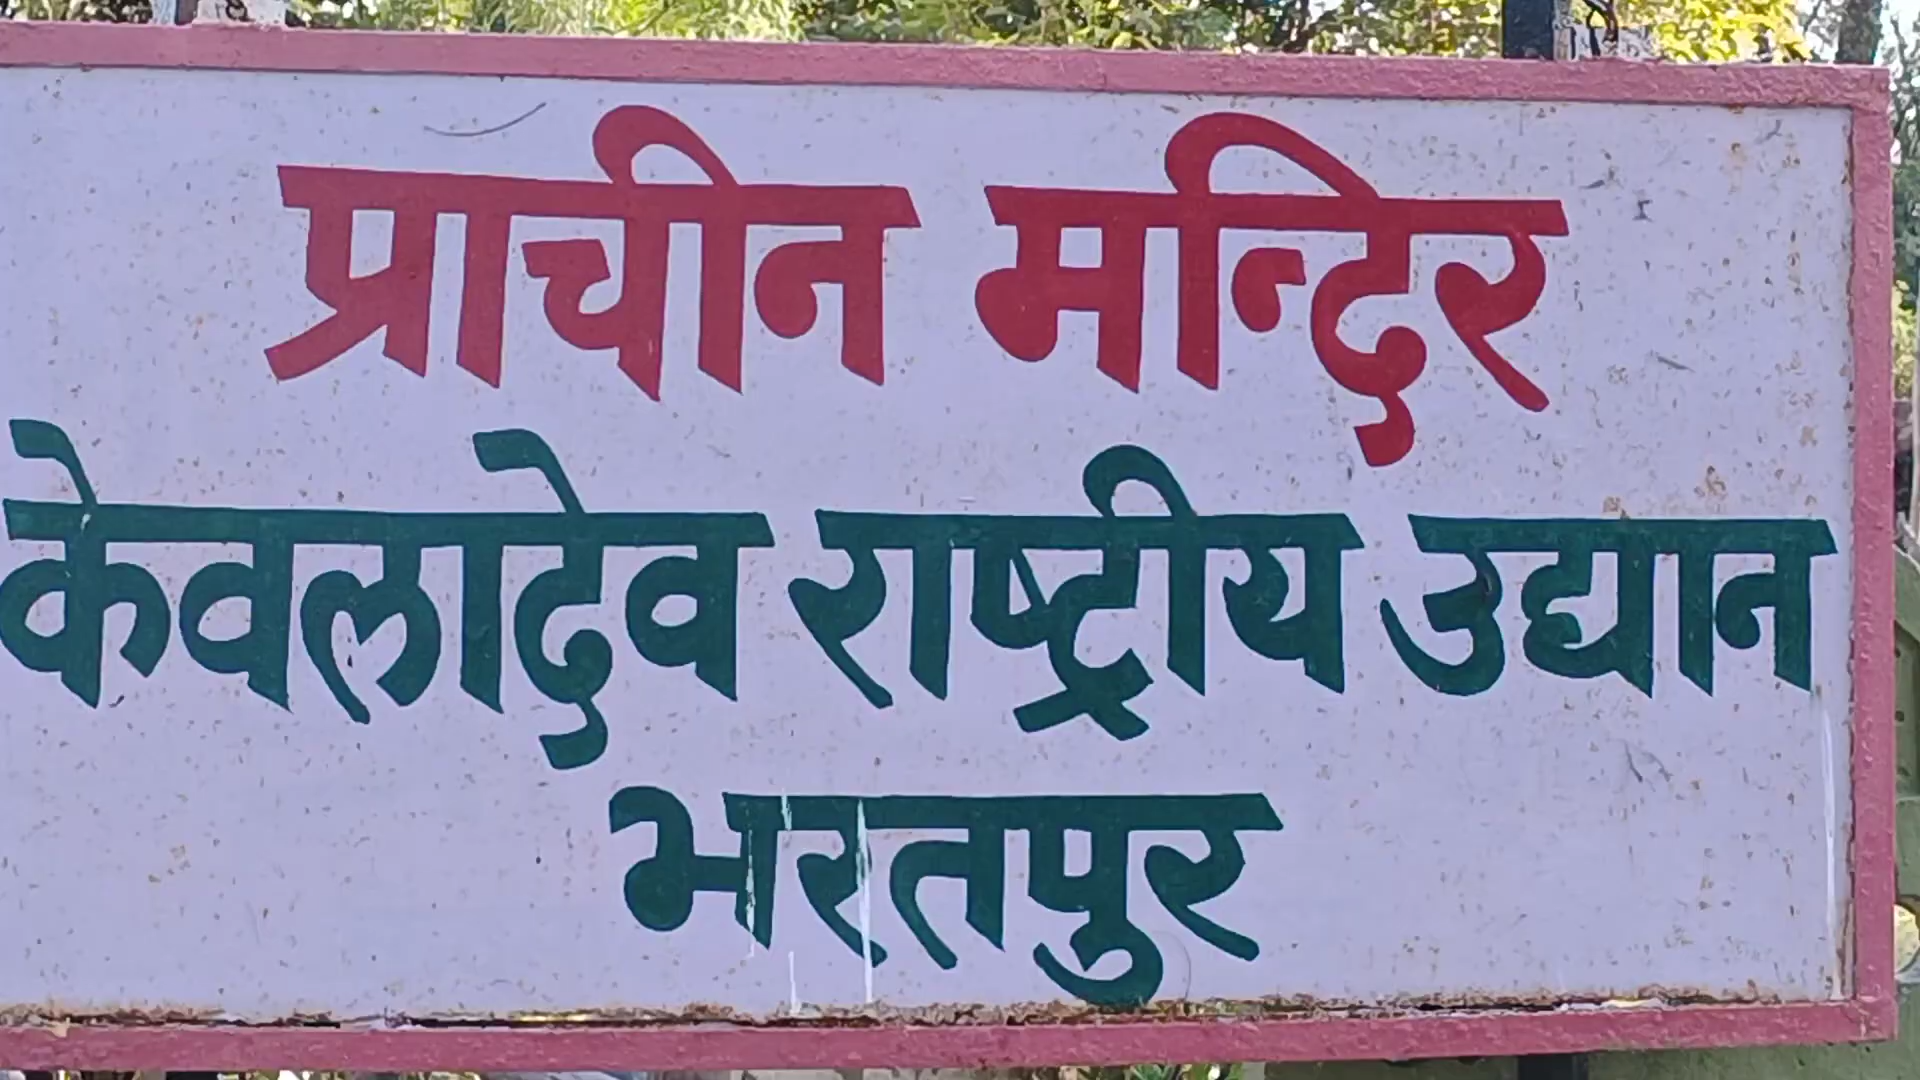 प्राचीन मन्दिर
केवलादेव राष्ट्रीय उद्यान
भरतपुर